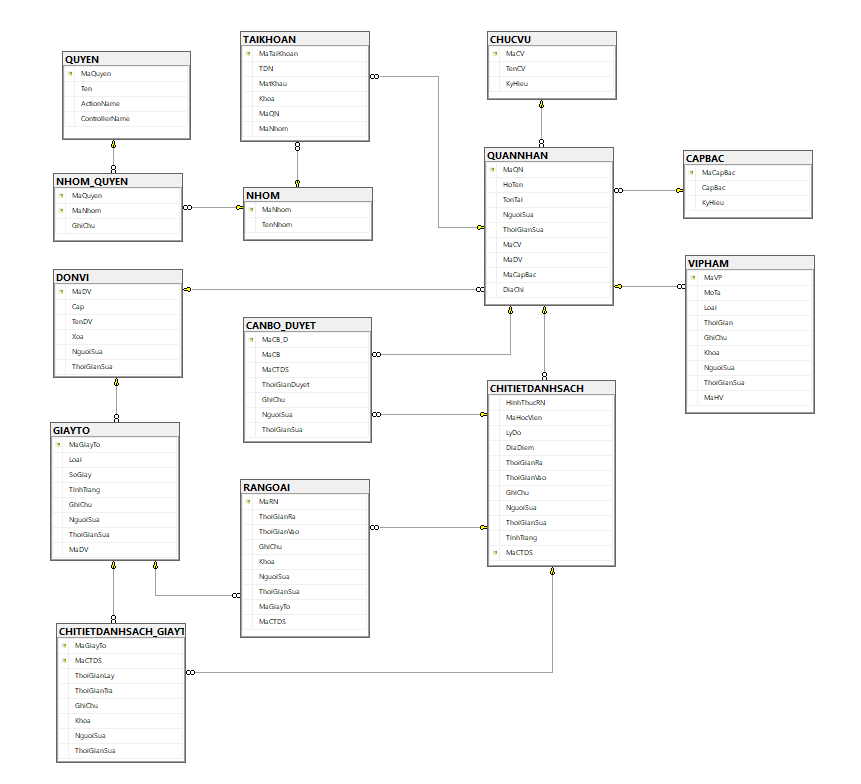 QUYEN
MaQuyen
Ten
ActionName
ControllerName
TAIKHOAN
MaTaiKhoan
TDN
MatKhau
Khoa
MaQN
MaNhom
CHUCVU
MaCV
TenCV
KyHieu
NHOM_QUYEN
MaQuyen
MaNhom
GhiChu
NHOM
MaNhom
TenNhom
QUANNHAN
MaQN
HoTen
TonTai
NguoiSua
ThoiGianSua
MaCV
MaDV
MaCapBac
DiaChi
CAPBAC
MaCapBac
CapBac
KyHieu
DONVI
MaDV
Cap
TenDV
Xoa
NguoiSua
ThoiGianSua
CANBO_DUYET
MaCB_D
MaCB
MaCTDS
ThoiGianDuyet
GhiChu
NguoiSua
ThoiGianSua
VIPHAM
MaVP
MoTa
Loai
ThoiGian
GhiChu
Khoa
NguoiSua
ThoiGianSua
MaHV
CHITIETDANHSACH
HinhThucRN
MaHocVien
LyDo
DiaDiem
ThoiGianRa
ThoiGianVao
GhiChu
NguoiSua
ThoiGianSua
TinhTrang
MaCTDS
GIAYTO
MaGiayTo
Loai
SoGiay
TinhTrang
GhiChu
NguoiSua
ThoiGianSua
MaDV
RANGOAI
MaRN
ThoiGianRa
ThoiGianVao
GhiChu
Khoa
NguoiSua
ThoiGianSua
MaGiayTo
MaCTDS
CHITIETDANHSACH_GIAYT
MaGiayTo
MaCTDS
ThoiGianLay
ThoiGianTra
GhiChu
Khoa
NguoiSua
ThoiGianSua